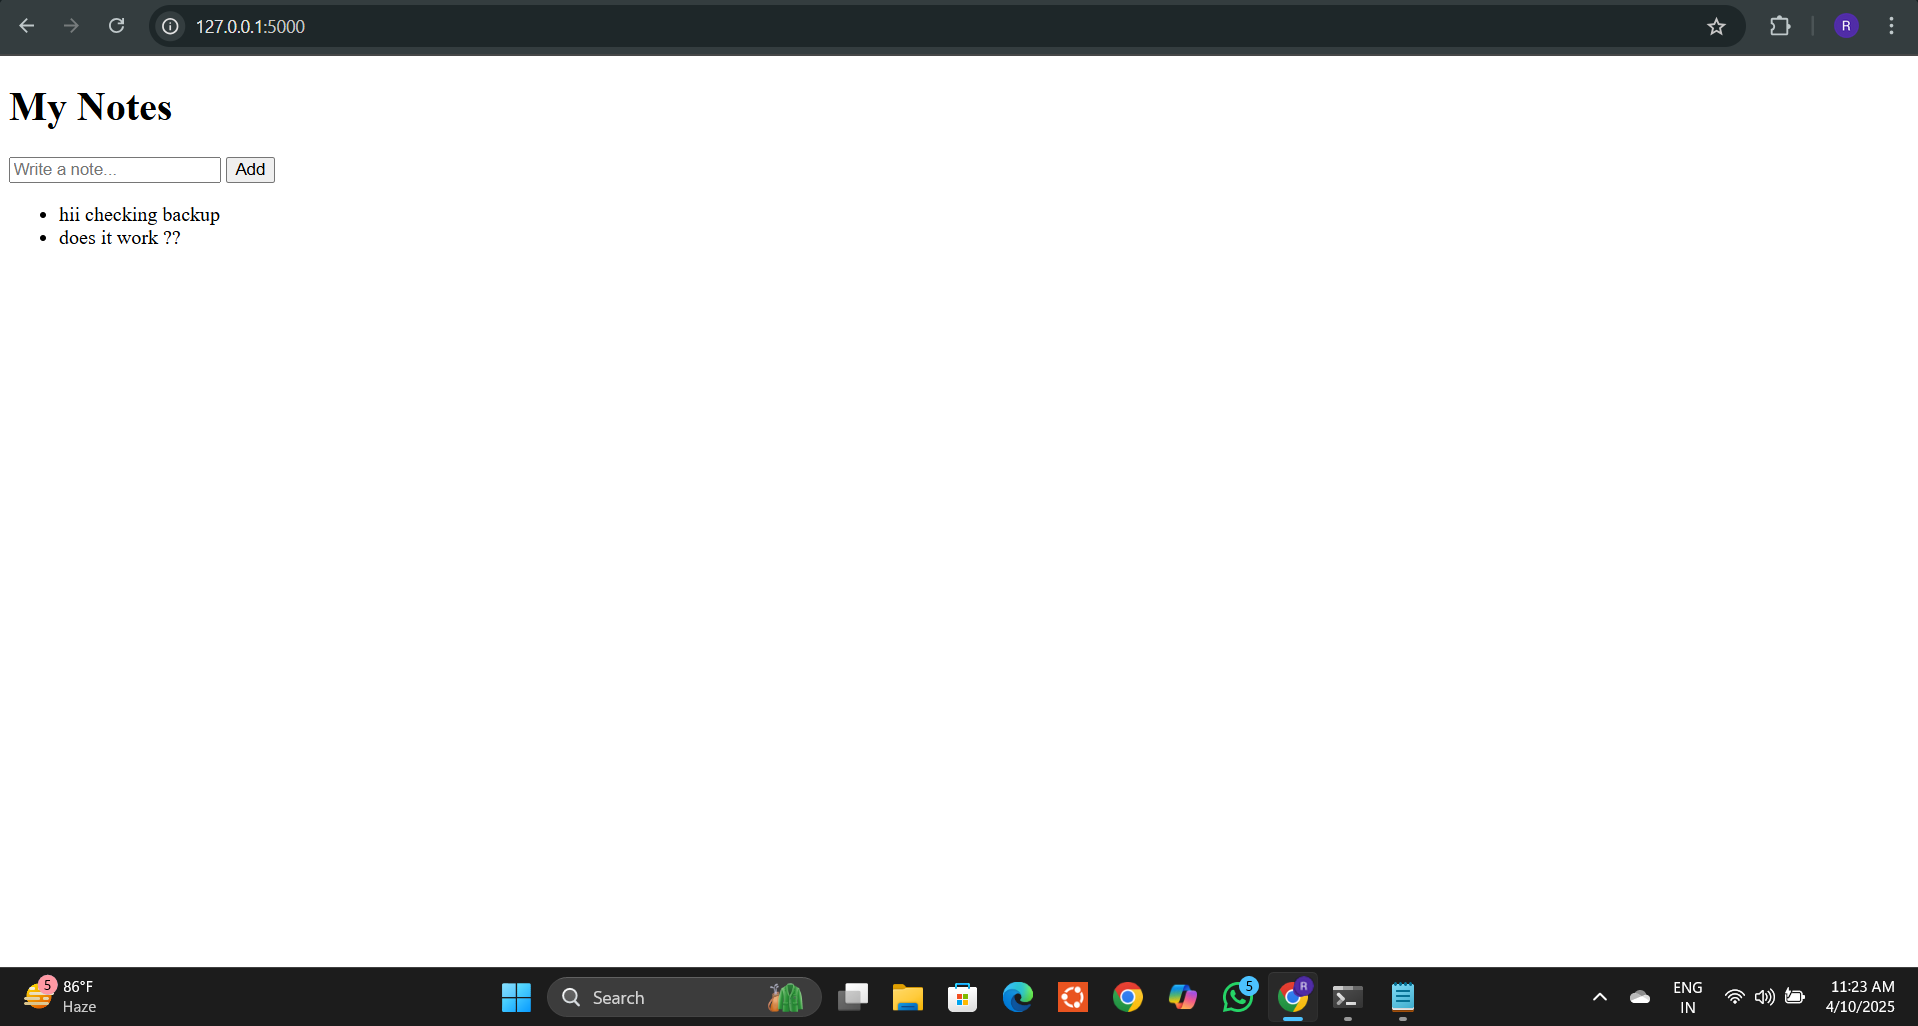 127.0.0.1:5000
R
My Notes
Write a note...
Add
hii checking backup
does it work ??
5
86°F
Haze
Search
5
R
ENG
IN
11:23 AM
4/10/2025